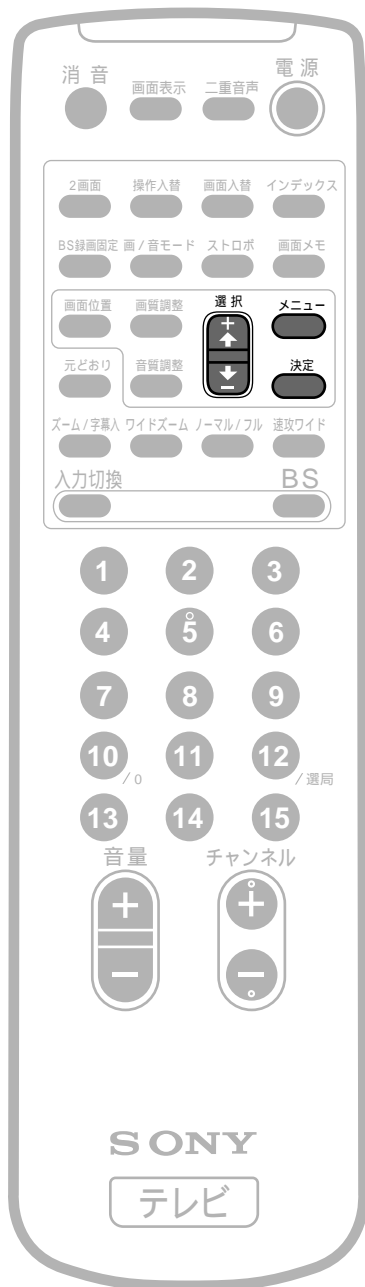 消音 画面表示 二重音声 電源
2画面 操作入替 画面入替 インデックス
BS録画固定 画/音モード ストロボ 画面メモ
画面位置 画質調整 選択 メニュー
+
元どおり 音質調整 決定
−
ズーム/字幕入 ワイドズーム ノーマル/フル 速攻ワイド
入力切換 BS
1 2 3
4 5 6
7 8 9
10/0 11 12/選局
13 14 15
音量 チャンネル
+ +
− −
SONY
テレビ